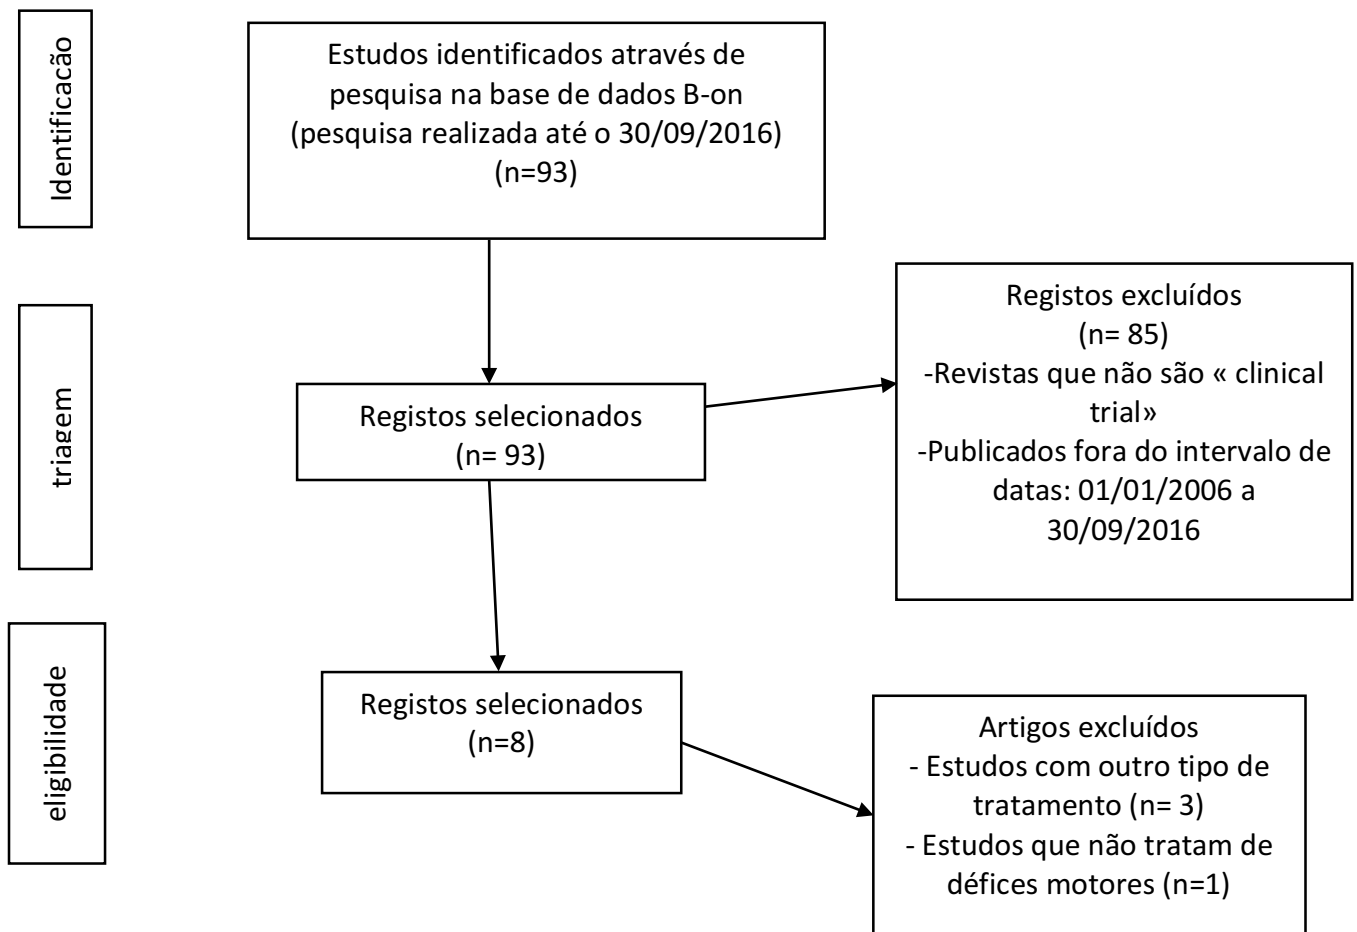 Identificação
Estudos identificados através de
pesquisa na base de dados B-on
(pesquisa realizada até o 30/09/2016)
(n=93)
triagem
Registos selecionados
(n= 93)
Registos excluídos
(n= 85)
-Revistas que não são « clinical
trial»
-Publicados fora do intervalo de
datas: 01/01/2006 a
30/09/2016
eligibilidade
Registos selecionados
(n=8)
Artigos excluídos
- Estudos com outro tipo de
tratamento (n= 3)
- Estudos que não tratam de
défices motores (n=1)